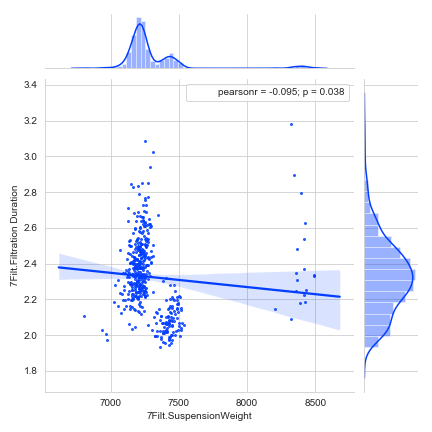 pearsonr = -0.095; p = 0.038
3.4
3.2
3.0
2.8
2.6
2.4
2.2
2.0
1.8
7Filt.Filtration Duration
7000 7500 8000 8500
7Filt.SuspensionWeight